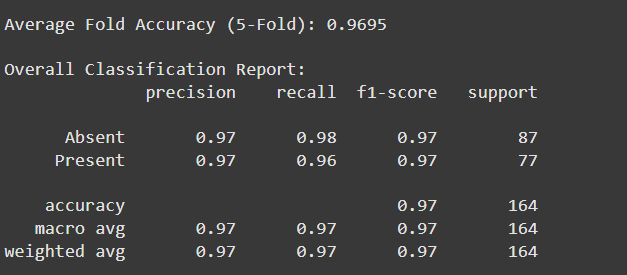 Average Fold Accuracy (5-Fold): 0.9695
Overall Classification Report:
precision recall f1-score support
Absent 0.97 0.98 0.97 87
Present 0.97 0.96 0.97 77
accuracy 0.97 164
macro avg 0.97 0.97 0.97 164
weighted avg 0.97 0.97 0.97 164